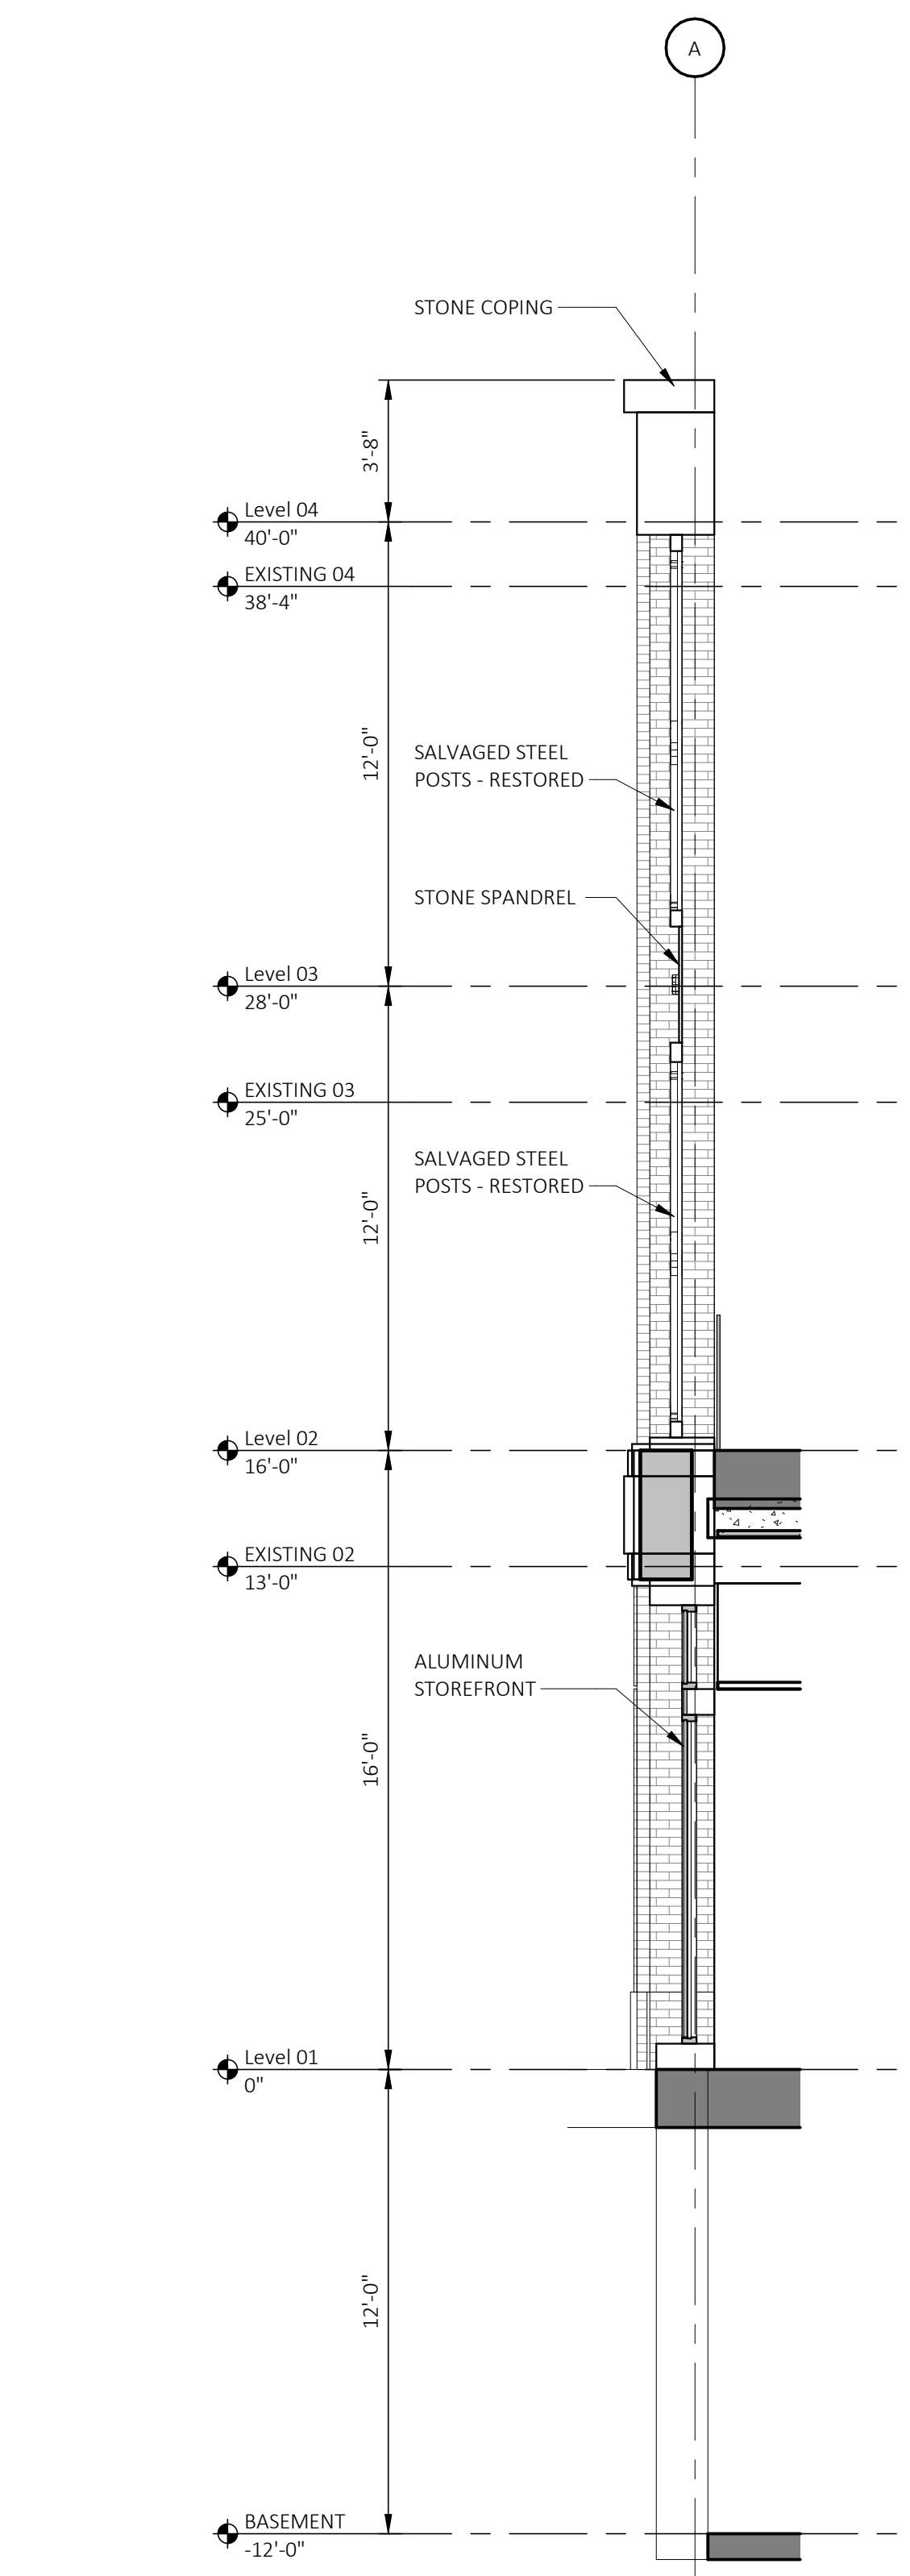 A
STONE COPING
3'-8"
Level 04
40'-0"
EXISTING 04
38'-4"
12'-0"
SALVAGED STEEL
POSTS - RESTORED
STONE SPANDREL
Level 03
28'-0"
EXISTING 03
25'-0"
12'-0"
SALVAGED STEEL
POSTS - RESTORED
Level 02
16'-0"
EXISTING 02
13'-0"
ALUMINUM
STOREFRONT
16'-0"
Level 01
0"
12'-0"
BASEMENT
-12'-0"